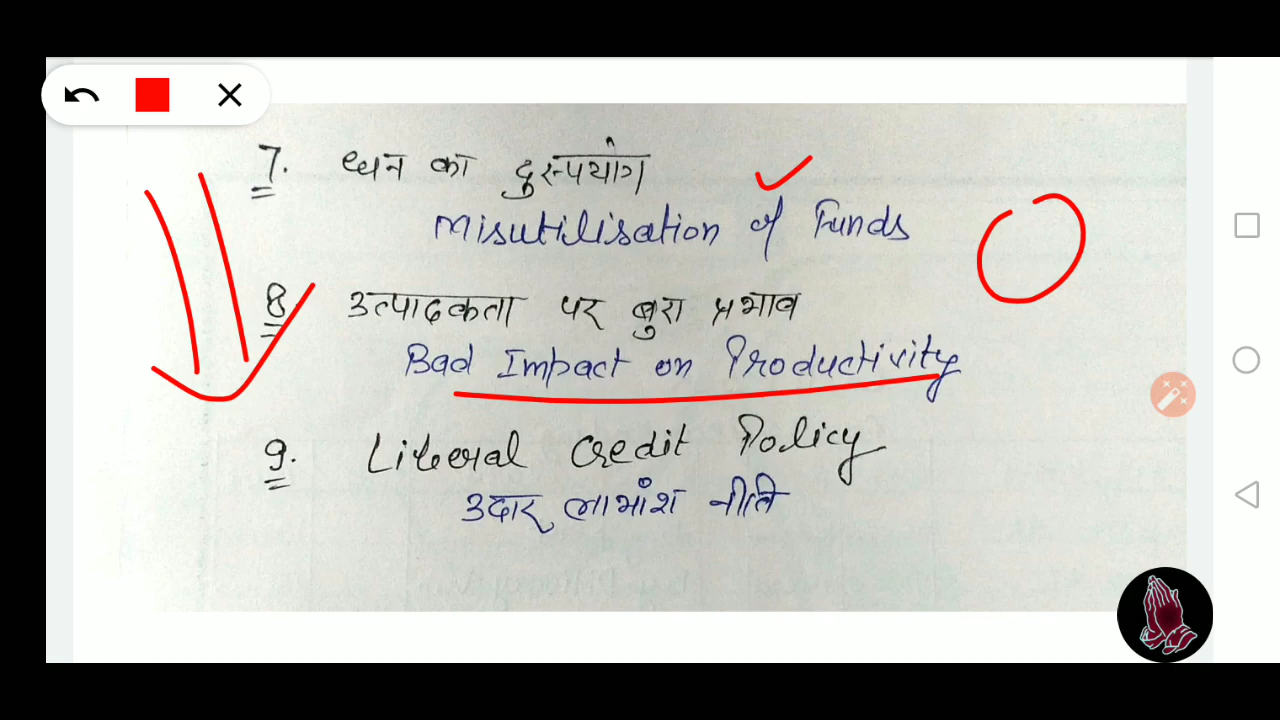 7. ध्धन का दुरुपयोग
Misutilisation of Funds
8. उत्पादकता पर बुरा प्रभाव
Bad Impact on Productivity
9. Liberal Credit Policy
उदार लाभांश नीति